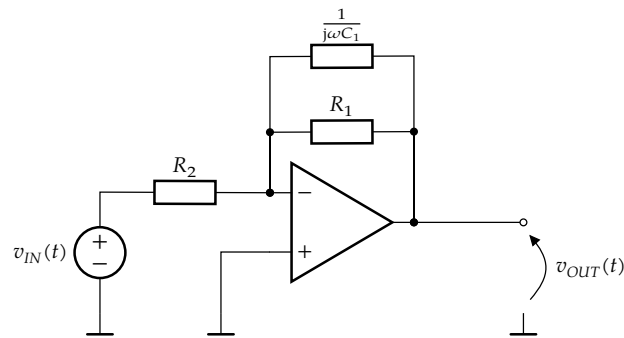 1
jωC₁
R₁
R₂
−
+
+
−
v_IN(t)
v_OUT(t)